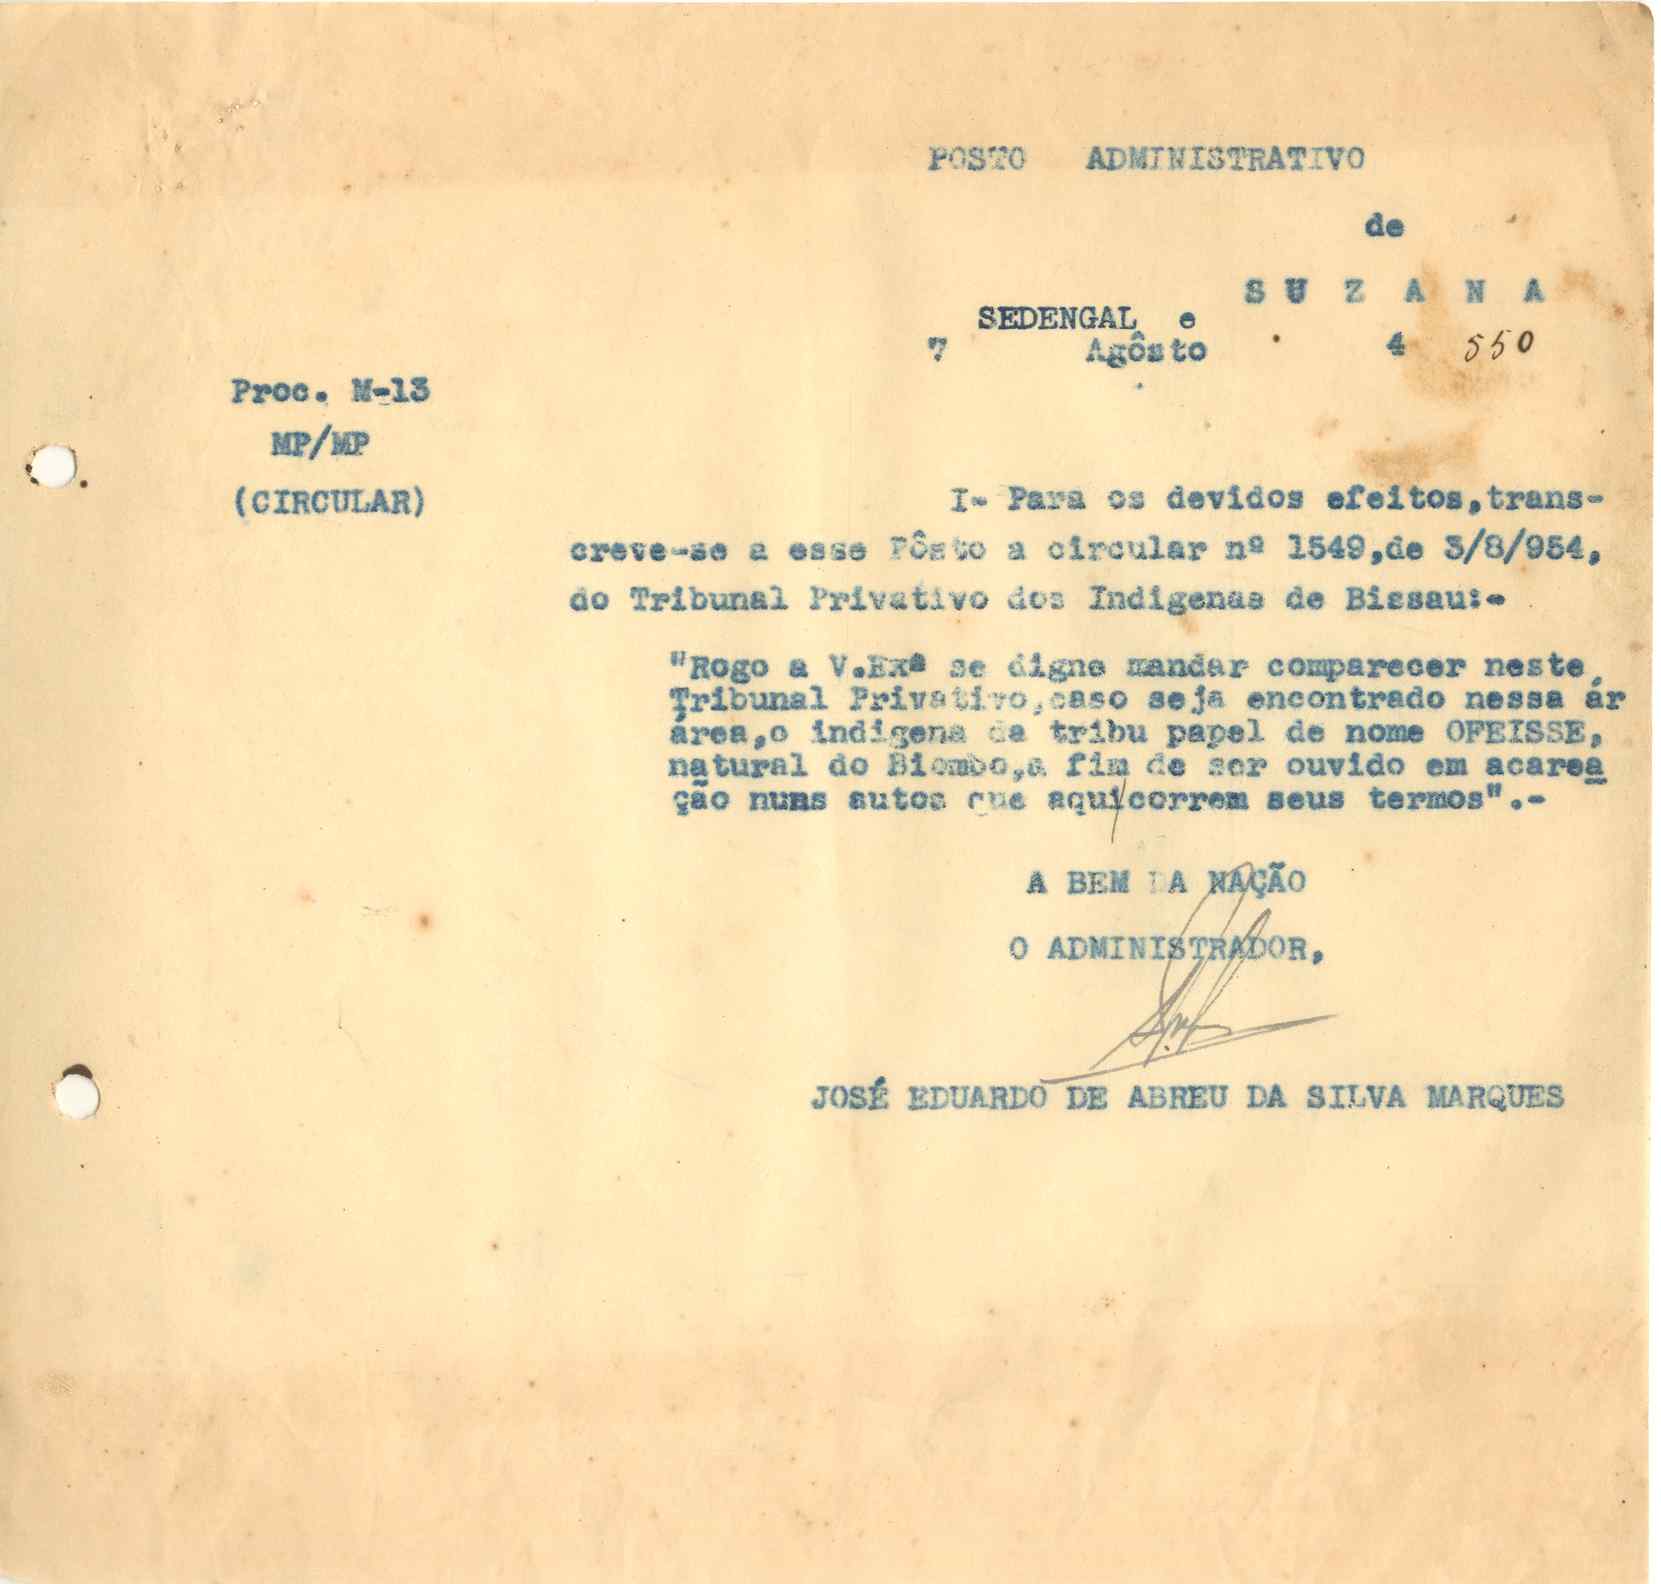 POSTO ADMINISTRATIVO
de
S U Z A N A
SEDENGAL e
7 Agôsto 4 550
Proc. M-13
MP/MP
(CIRCULAR)
I- Para os devidos efeitos,trans-
creve-se a esse Pôsto a circular nº 1549,de 3/8/954,
do Tribunal Privativo dos Indigenas de Bissau:-
"Rogo a V.Exª se digne mandar comparecer neste
Tribunal Privativo,caso seja encontrado nessa ár
área,o indigena da tribu papel de nome OFEISSE,
natural do Biombo,a fim de ser ouvido em acarea
ção nuns autos que aqui/correm seus termos".-
A BEM DA NAÇÃO
O ADMINISTRADOR,
JOSÉ EDUARDO DE ABREU DA SILVA MARQUES